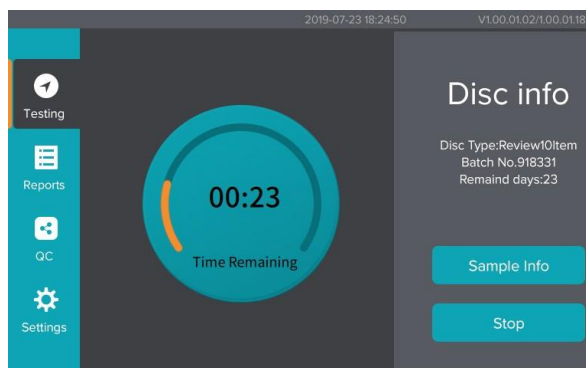 2019-07-23 18:24:50 V1.00.01.02/1.00.01.18
Testing
Reports
QC
Settings
00:23
Time Remaining
Disc info
Disc Type:Review10Item
Batch No.918331
Remaind days:23
Sample Info
Stop